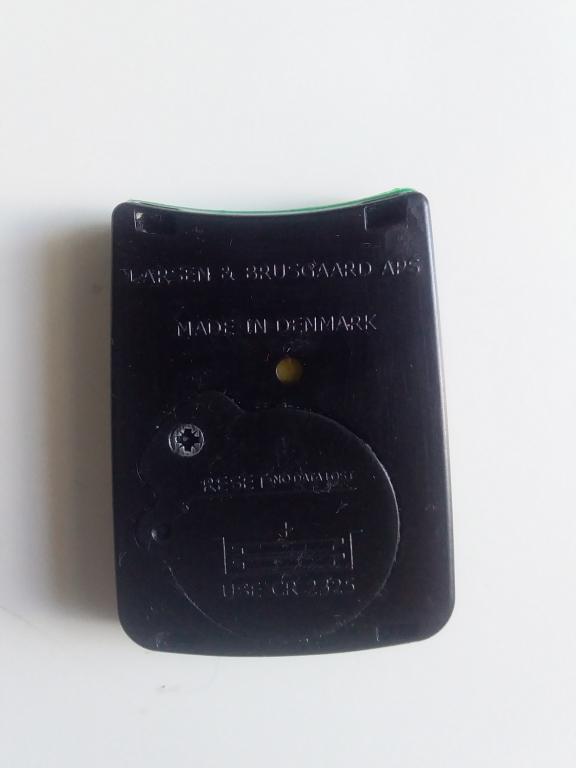 LARSEN & BRUSGAARD APS
MADE IN DENMARK
RESET NO DATA LOST
+
USE CR 2325